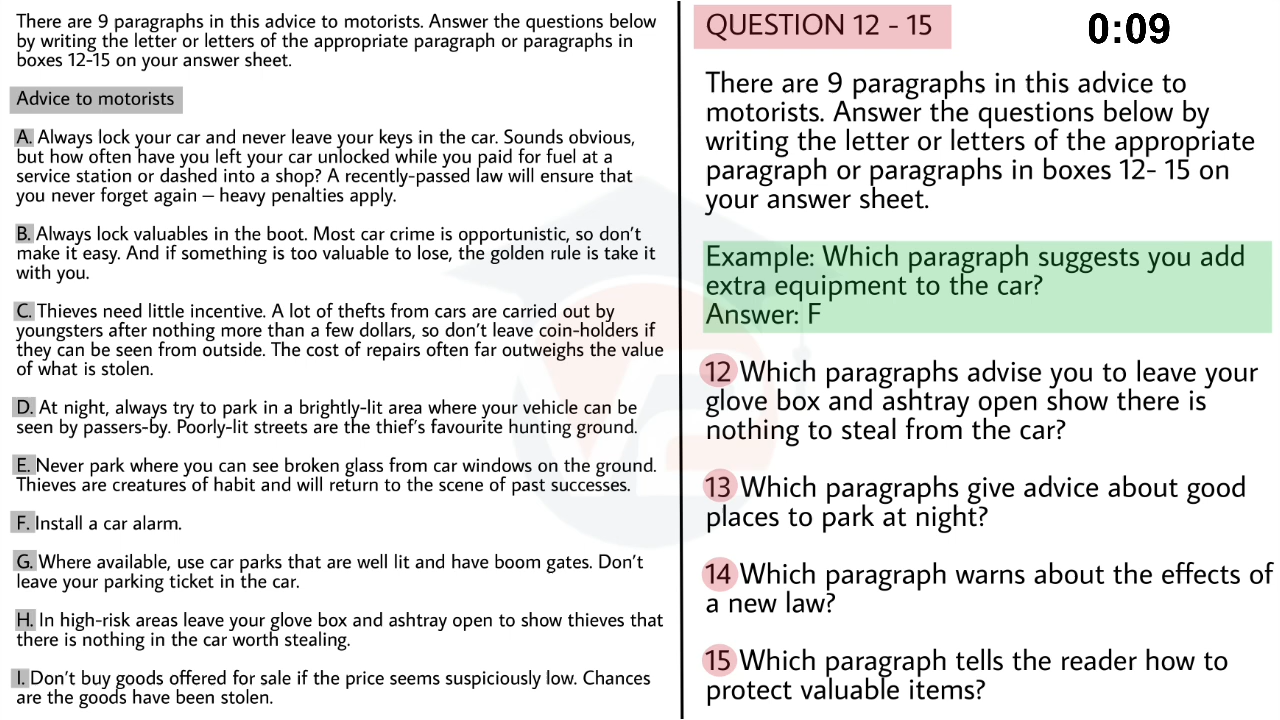 There are 9 paragraphs in this advice to motorists. Answer the questions below
by writing the letter or letters of the appropriate paragraph or paragraphs in
boxes 12-15 on your answer sheet.
Advice to motorists
A. Always lock your car and never leave your keys in the car. Sounds obvious,
but how often have you left your car unlocked while you paid for fuel at a
service station or dashed into a shop? A recently-passed law will ensure that
you never forget again – heavy penalties apply.
B. Always lock valuables in the boot. Most car crime is opportunistic, so don't
make it easy. And if something is too valuable to lose, the golden rule is take it
with you.
C. Thieves need little incentive. A lot of thefts from cars are carried out by
youngsters after nothing more than a few dollars, so don't leave coin-holders if
they can be seen from outside. The cost of repairs often far outweighs the value
of what is stolen.
D. At night, always try to park in a brightly-lit area where your vehicle can be
seen by passers-by. Poorly-lit streets are the thief's favourite hunting ground.
E. Never park where you can see broken glass from car windows on the ground.
Thieves are creatures of habit and will return to the scene of past successes.
F. Install a car alarm.
G. Where available, use car parks that are well lit and have boom gates. Don't
leave your parking ticket in the car.
H. In high-risk areas leave your glove box and ashtray open to show thieves that
there is nothing in the car worth stealing.
I. Don't buy goods offered for sale if the price seems suspiciously low. Chances
are the goods have been stolen.
QUESTION 12 - 15
0:09
There are 9 paragraphs in this advice to
motorists. Answer the questions below by
writing the letter or letters of the appropriate
paragraph or paragraphs in boxes 12- 15 on
your answer sheet.
Example: Which paragraph suggests you add
extra equipment to the car?
Answer: F
12 Which paragraphs advise you to leave your
glove box and ashtray open show there is
nothing to steal from the car?
13 Which paragraphs give advice about good
places to park at night?
14 Which paragraph warns about the effects of
a new law?
15 Which paragraph tells the reader how to
protect valuable items?